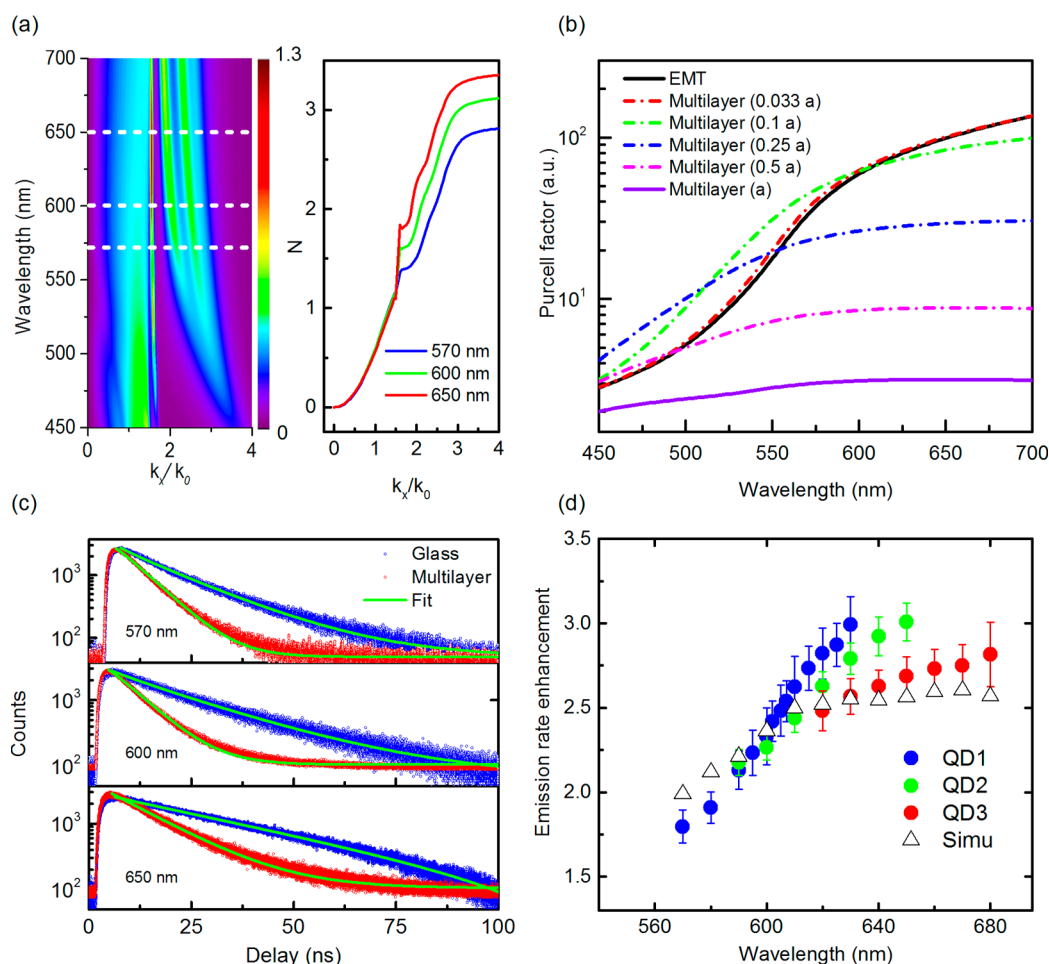 (a)
700
650
600
550
500
450
Wavelength (nm)
0
2
4
kₓ/k₀
1.3
0
3
2
1
0
N
570 nm
600 nm
650 nm
0
1
2
3
4
kₓ/k₀
(b)
EMT
Multilayer (0.033 a)
Multilayer (0.1 a)
Multilayer (0.25 a)
Multilayer (0.5 a)
Multilayer (a)
10²
10¹
Purcell factor (a.u.)
450
500
550
600
650
700
Wavelength (nm)
(c)
Glass
Multilayer
Fit
10³
10²
570 nm
10³
10²
600 nm
10³
10²
650 nm
Counts
0
25
50
75
100
Delay (ns)
(d)
3.5
3.0
2.5
2.0
1.5
Emission rate enhancement
QD1
QD2
QD3
Simu
560
600
640
680
Wavelength (nm)